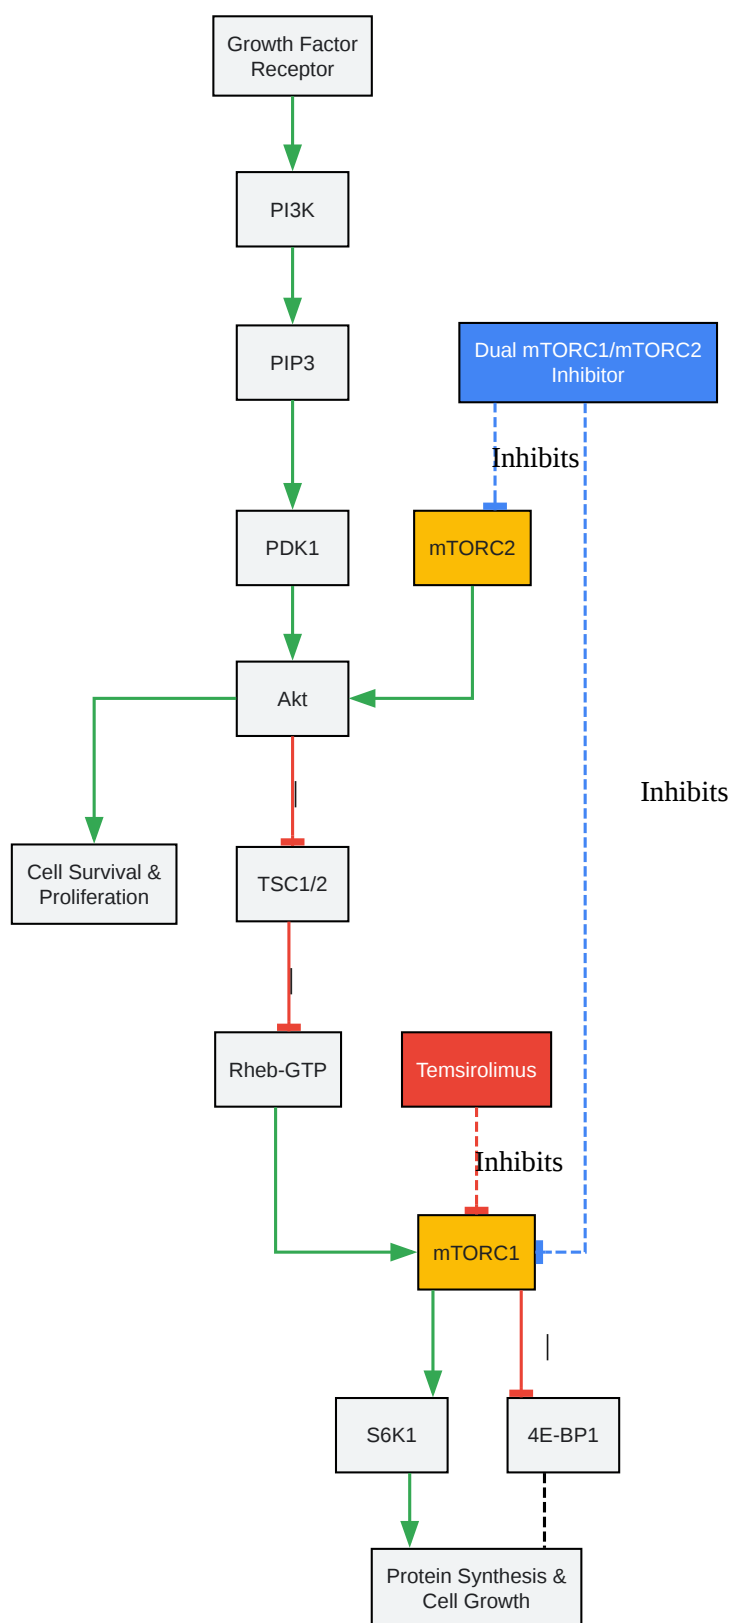 Growth Factor
Receptor
PI3K
PIP3
Dual mTORC1/mTORC2
Inhibitor
Inhibits
PDK1
mTORC2
Akt
|
Inhibits
Cell Survival &
Proliferation
TSC1/2
|
Rheb-GTP
Temsirolimus
Inhibits
mTORC1
|
S6K1
4E-BP1
Protein Synthesis &
Cell Growth